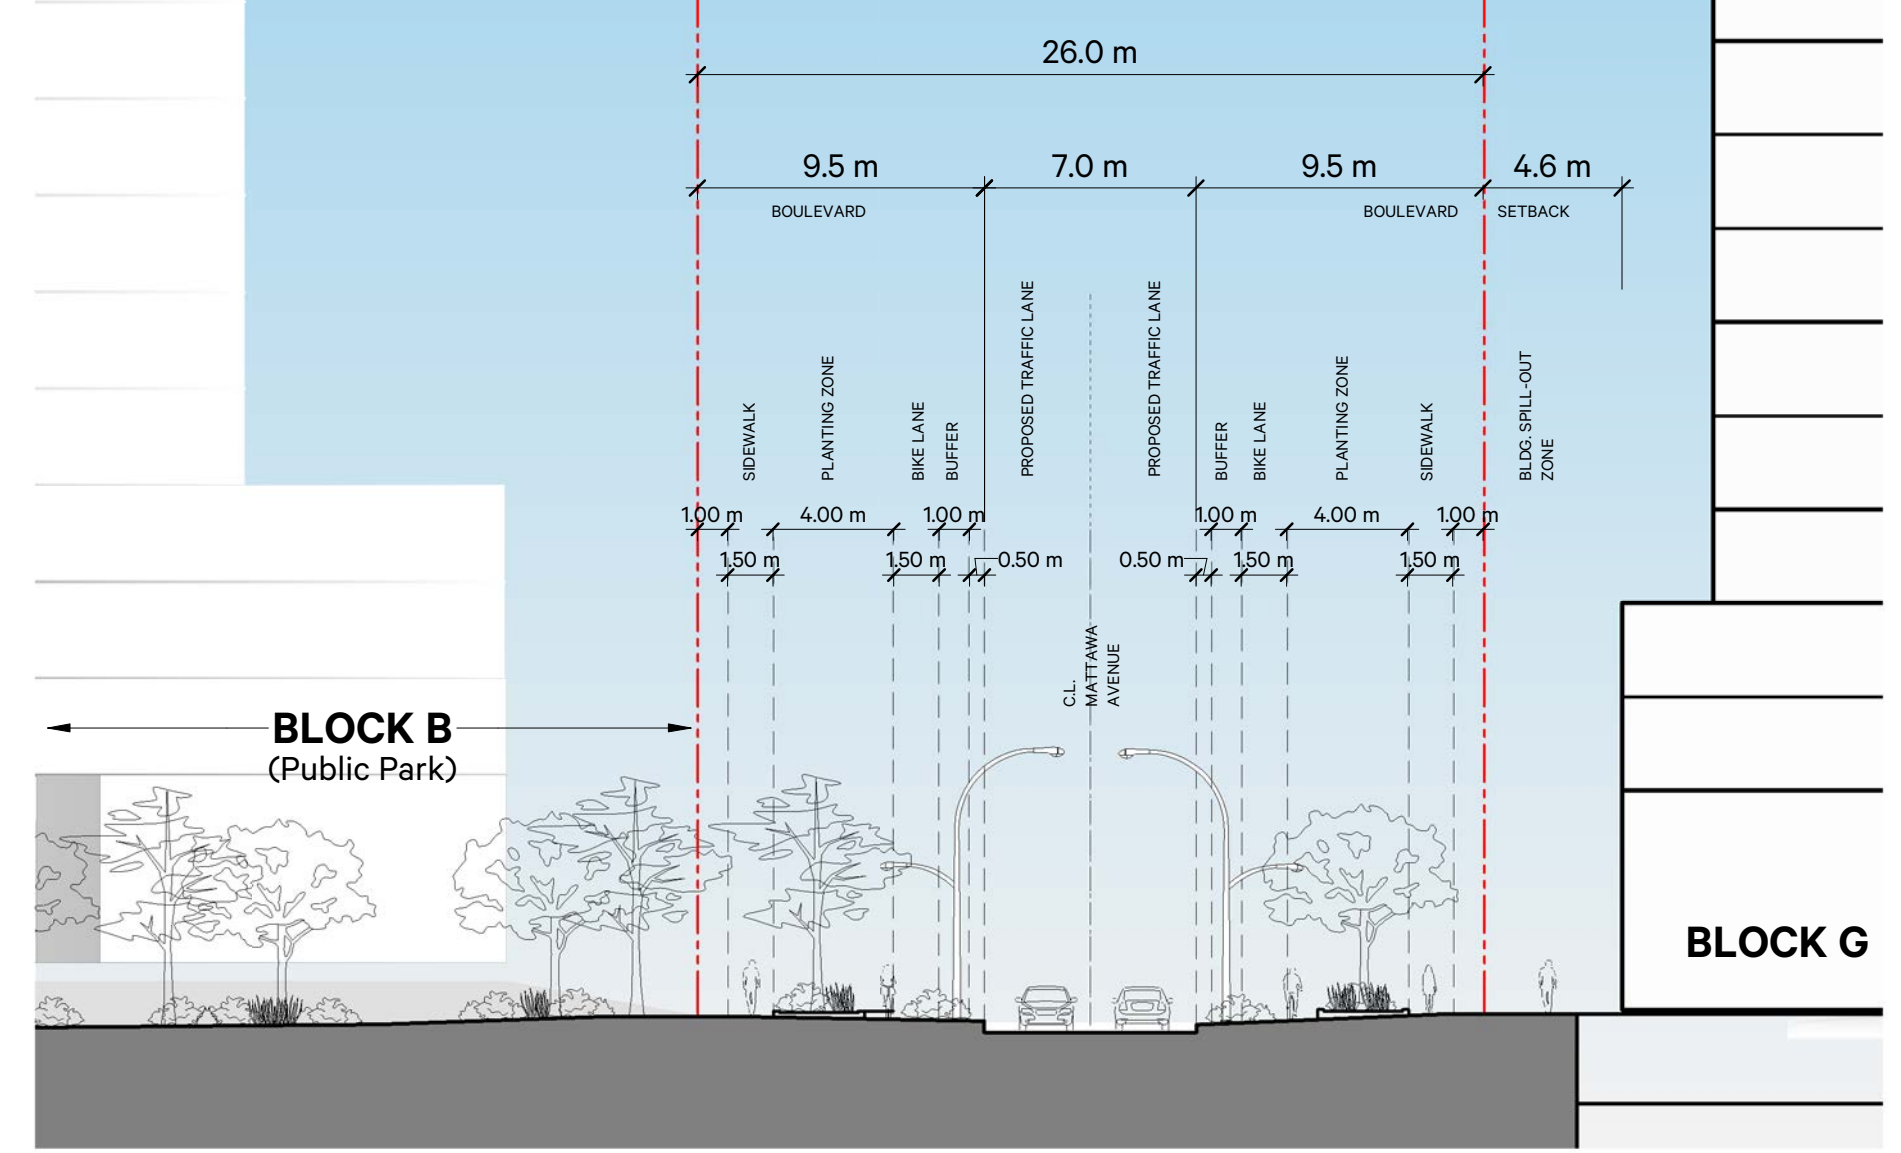 26.0 m
9.5 m
7.0 m
9.5 m
4.6 m
BOULEVARD
BOULEVARD
SETBACK
SIDEWALK
PLANTING ZONE
BIKE LANE
BUFFER
PROPOSED TRAFFIC LANE
PROPOSED TRAFFIC LANE
BUFFER
BIKE LANE
PLANTING ZONE
SIDEWALK
BLDG. SPILL-OUT
ZONE
1.00 m
4.00 m
1.00 m
1.00 m
4.00 m
1.00 m
1.50 m
1.50 m
0.50 m
0.50 m
1.50 m
1.50 m
C.L.
MATTAWA
AVENUE
BLOCK B
(Public Park)
BLOCK G